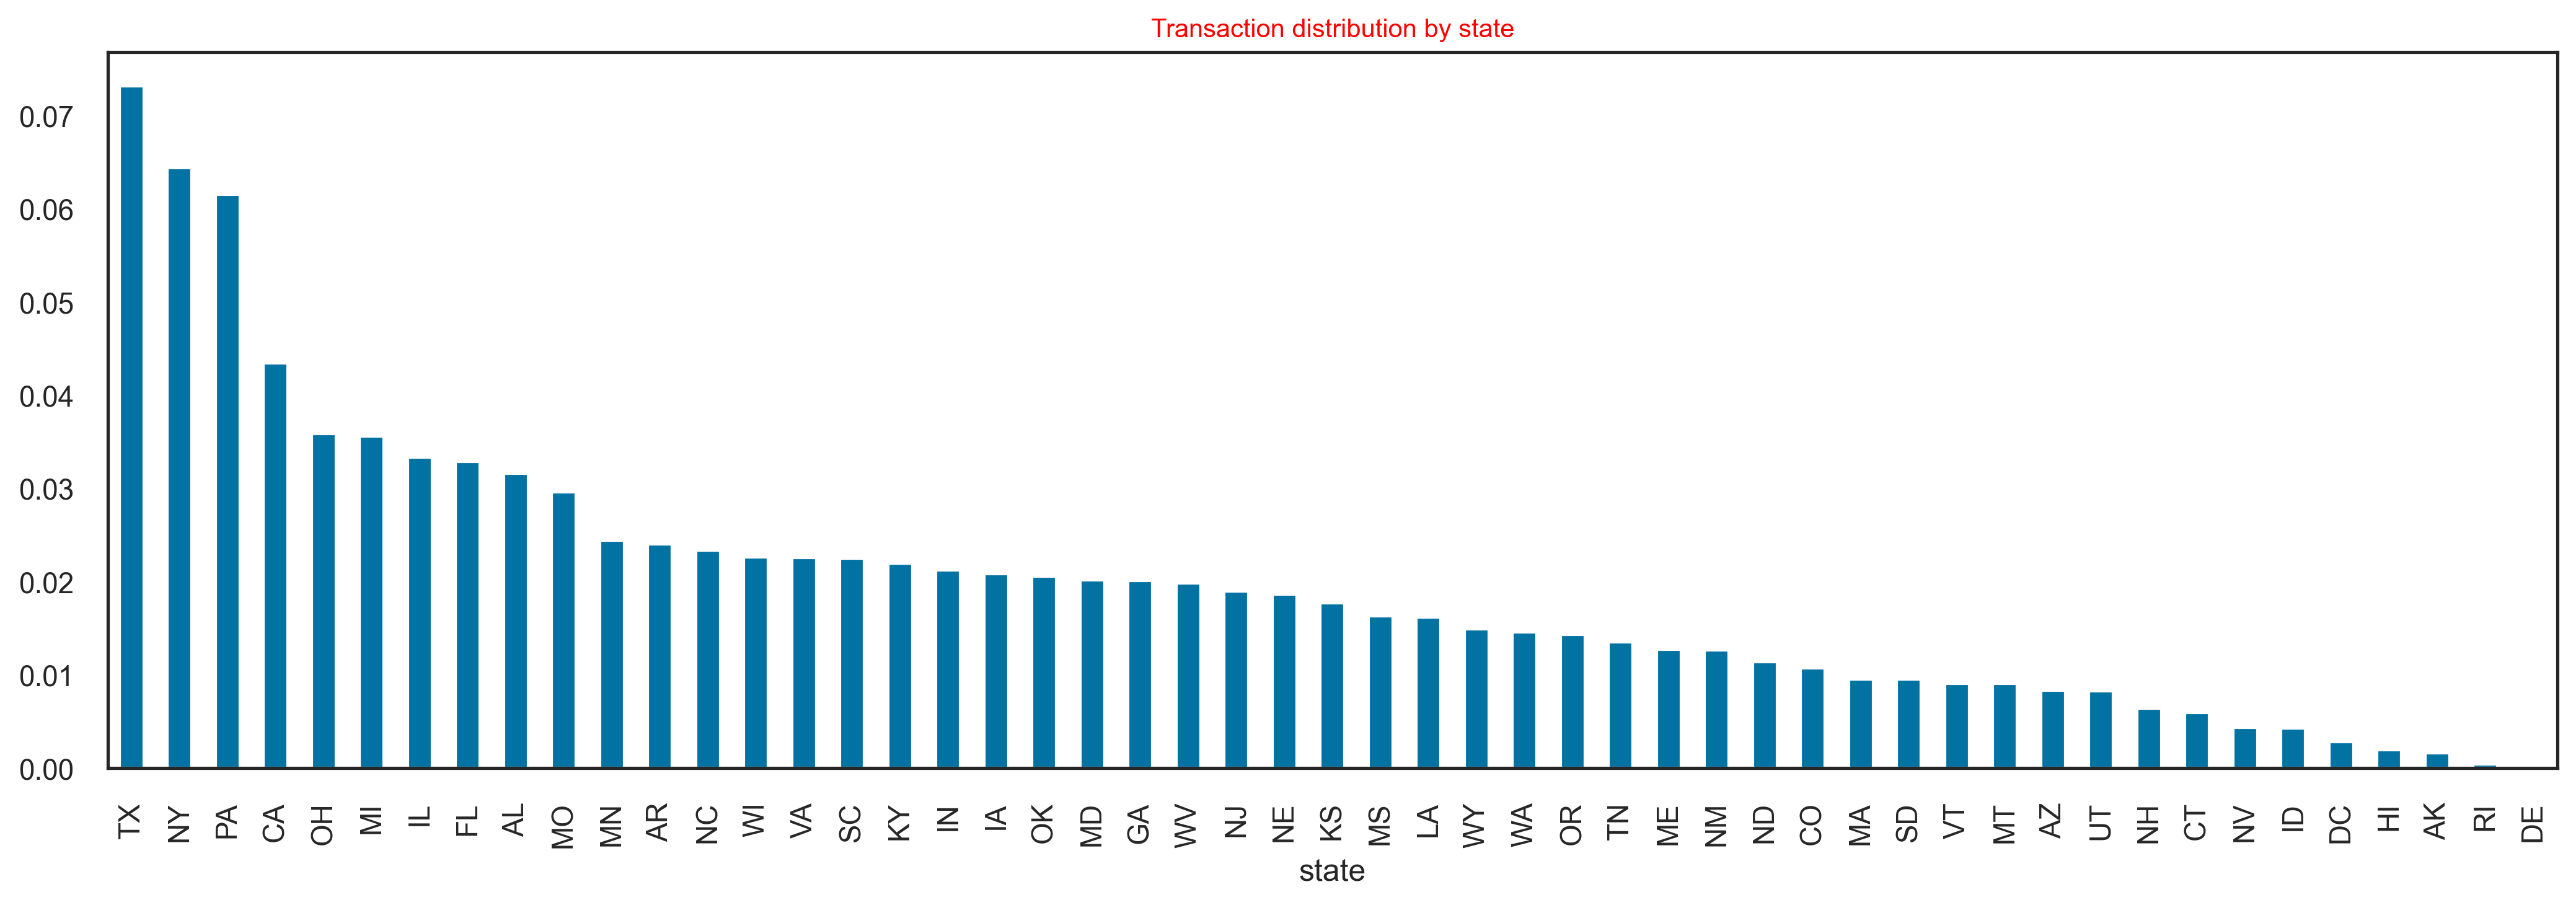 Transaction distribution by state
0.07
0.06
0.05
0.04
0.03
0.02
0.01
0.00
TX NY PA CA OH MI IL FL AL MO MN AR NC WI VA SC KY IN IA OK MD GA WV NJ NE KS MS LA WY WA OR TN ME NM ND CO MA SD VT MT AZ UT NH CT NV ID DC HI AK RI DE
state